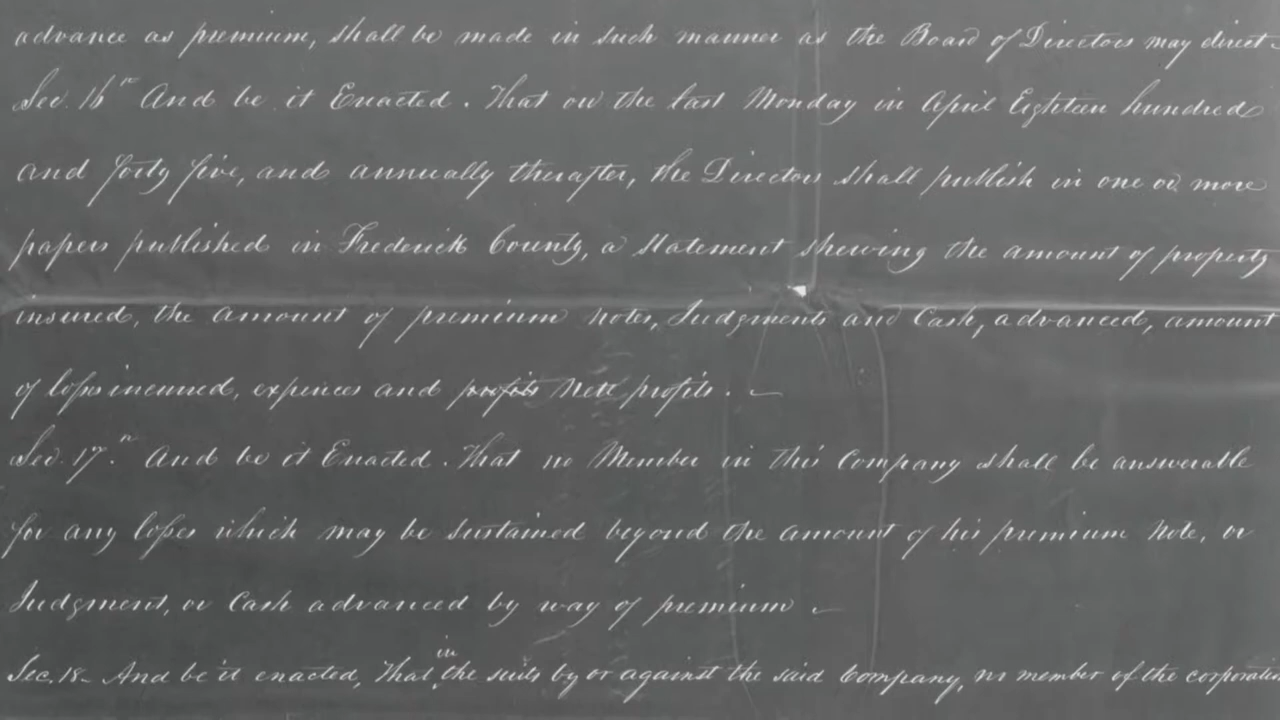 advance as premium, shall be made in such manner as the Board of Directors may direct-
Sec. 16th And be it Enacted. That on the last Monday in April Eighteen hundred
and forty five, and annually therafter, the Directors shall publish in one or more
papers published in Frederick County, a statement shewing the amount of property
insured, the amount of premium notes, Judgments and Cash, advanced, amount
of loss incurred, expences and profits Nett profits.
Sec. 17.th And be it Enacted. That no Member in this Company shall be answerable
for any losses which may be sustained beyond the amount of his premium Note, or
Judgment, or Cash advanced by way of premium
Sec. 18- And be it enacted, That in the suits by or against the said Company, no member of the corporation